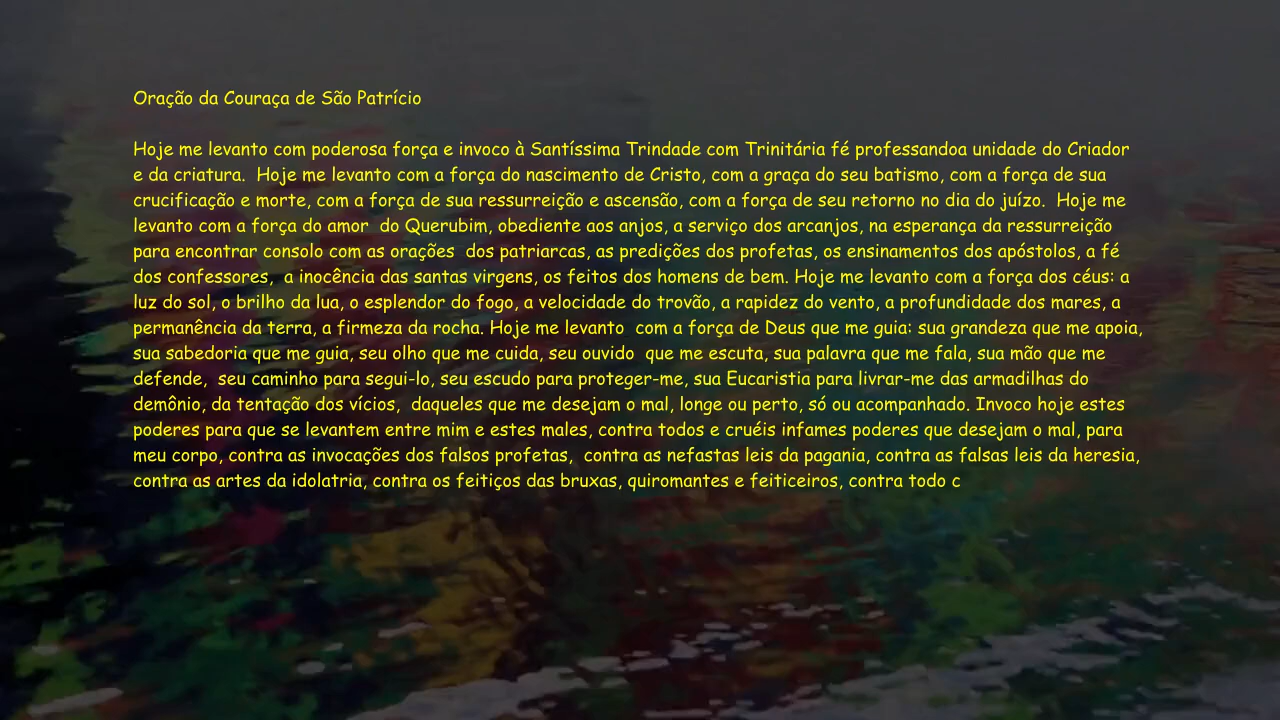 Oração da Couraça de São Patrício
Hoje me levanto com poderosa força e invoco à Santíssima Trindade com Trinitária fé professandoa unidade do Criador
e da criatura.  Hoje me levanto com a força do nascimento de Cristo, com a graça do seu batismo, com a força de sua
crucificação e morte, com a força de sua ressurreição e ascensão, com a força de seu retorno no dia do juízo.  Hoje me
levanto com a força do amor  do Querubim, obediente aos anjos, a serviço dos arcanjos, na esperança da ressurreição
para encontrar consolo com as orações  dos patriarcas, as predições dos profetas, os ensinamentos dos apóstolos, a fé
dos confessores,  a inocência das santas virgens, os feitos dos homens de bem. Hoje me levanto com a força dos céus: a
luz do sol, o brilho da lua, o esplendor do fogo, a velocidade do trovão, a rapidez do vento, a profundidade dos mares, a
permanência da terra, a firmeza da rocha. Hoje me levanto  com a força de Deus que me guia: sua grandeza que me apoia,
sua sabedoria que me guia, seu olho que me cuida, seu ouvido  que me escuta, sua palavra que me fala, sua mão que me
defende,  seu caminho para segui-lo, seu escudo para proteger-me, sua Eucaristia para livrar-me das armadilhas do
demônio, da tentação dos vícios,  daqueles que me desejam o mal, longe ou perto, só ou acompanhado. Invoco hoje estes
poderes para que se levantem entre mim e estes males, contra todos e cruéis infames poderes que desejam o mal, para
meu corpo, contra as invocações dos falsos profetas,  contra as nefastas leis da pagania, contra as falsas leis da heresia,
contra as artes da idolatria, contra os feitiços das bruxas, quiromantes e feiticeiros, contra todo c